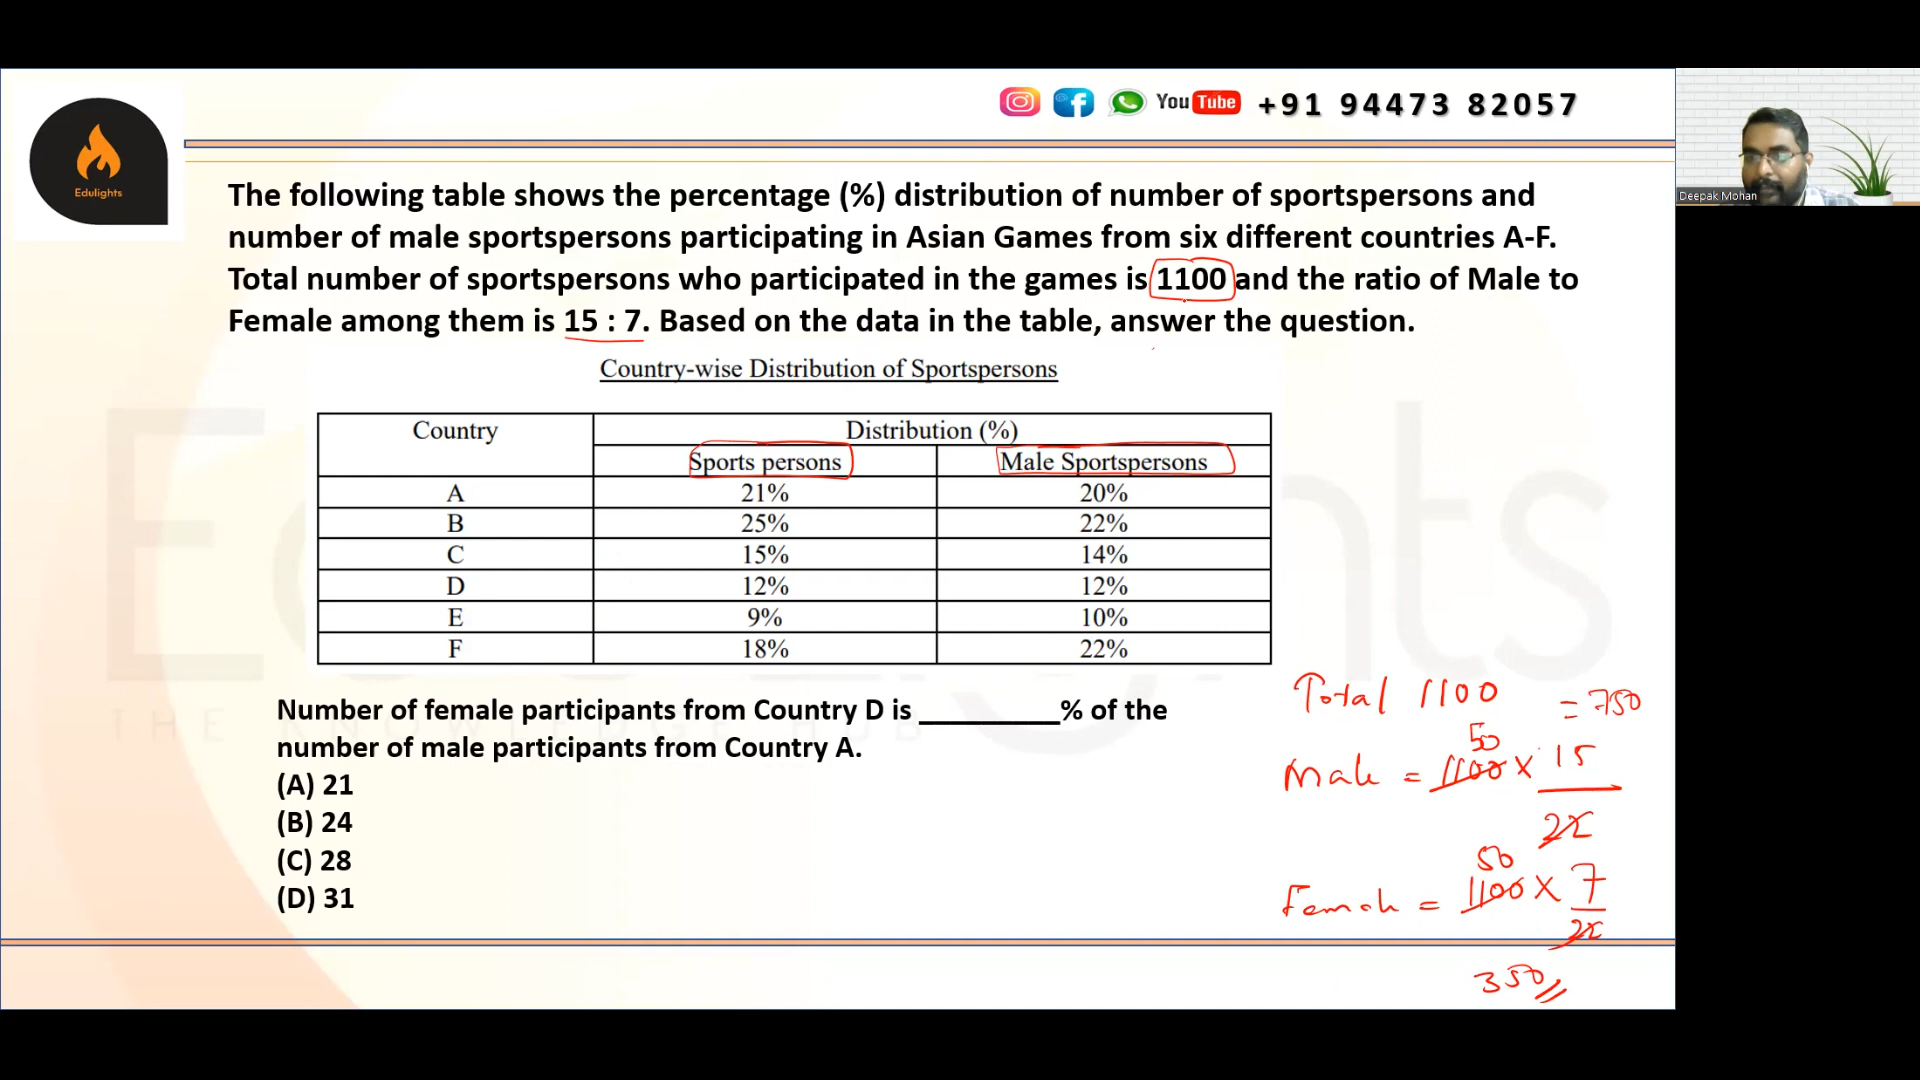 You Tube +91 94473 82057
Edulights
Deepak Mohan
The following table shows the percentage (%) distribution of number of sportspersons and
number of male sportspersons participating in Asian Games from six different countries A-F.
Total number of sportspersons who participated in the games is 1100 and the ratio of Male to
Female among them is 15 : 7. Based on the data in the table, answer the question.
Country-wise Distribution of Sportspersons
Country Distribution (%)
Sports persons Male Sportspersons
A 21% 20%
B 25% 22%
C 15% 14%
D 12% 12%
E 9% 10%
F 18% 22%
Number of female participants from Country D is __________% of the
number of male participants from Country A.
(A) 21
(B) 24
(C) 28
(D) 31
Total 1100 = 750
50
Male = 1100 × 15
22
50
Female = 1100 × 7
22
350
THE KNOWLEDGE HUB